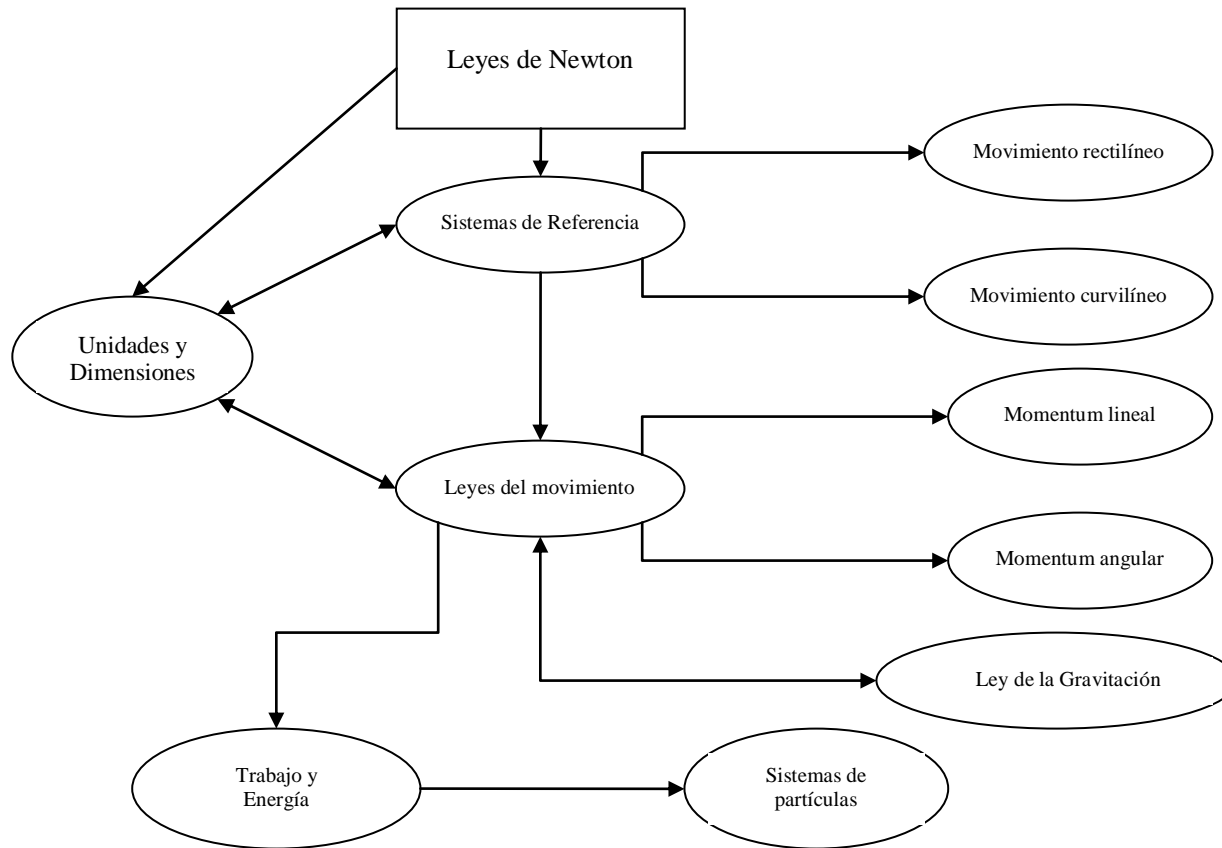 Leyes de Newton
Movimiento rectilíneo
Sistemas de Referencia
Movimiento curvilíneo
Unidades y
Dimensiones
Momentum lineal
Leyes del movimiento
Momentum angular
Ley de la Gravitación
Trabajo y
Energía
Sistemas de
partículas